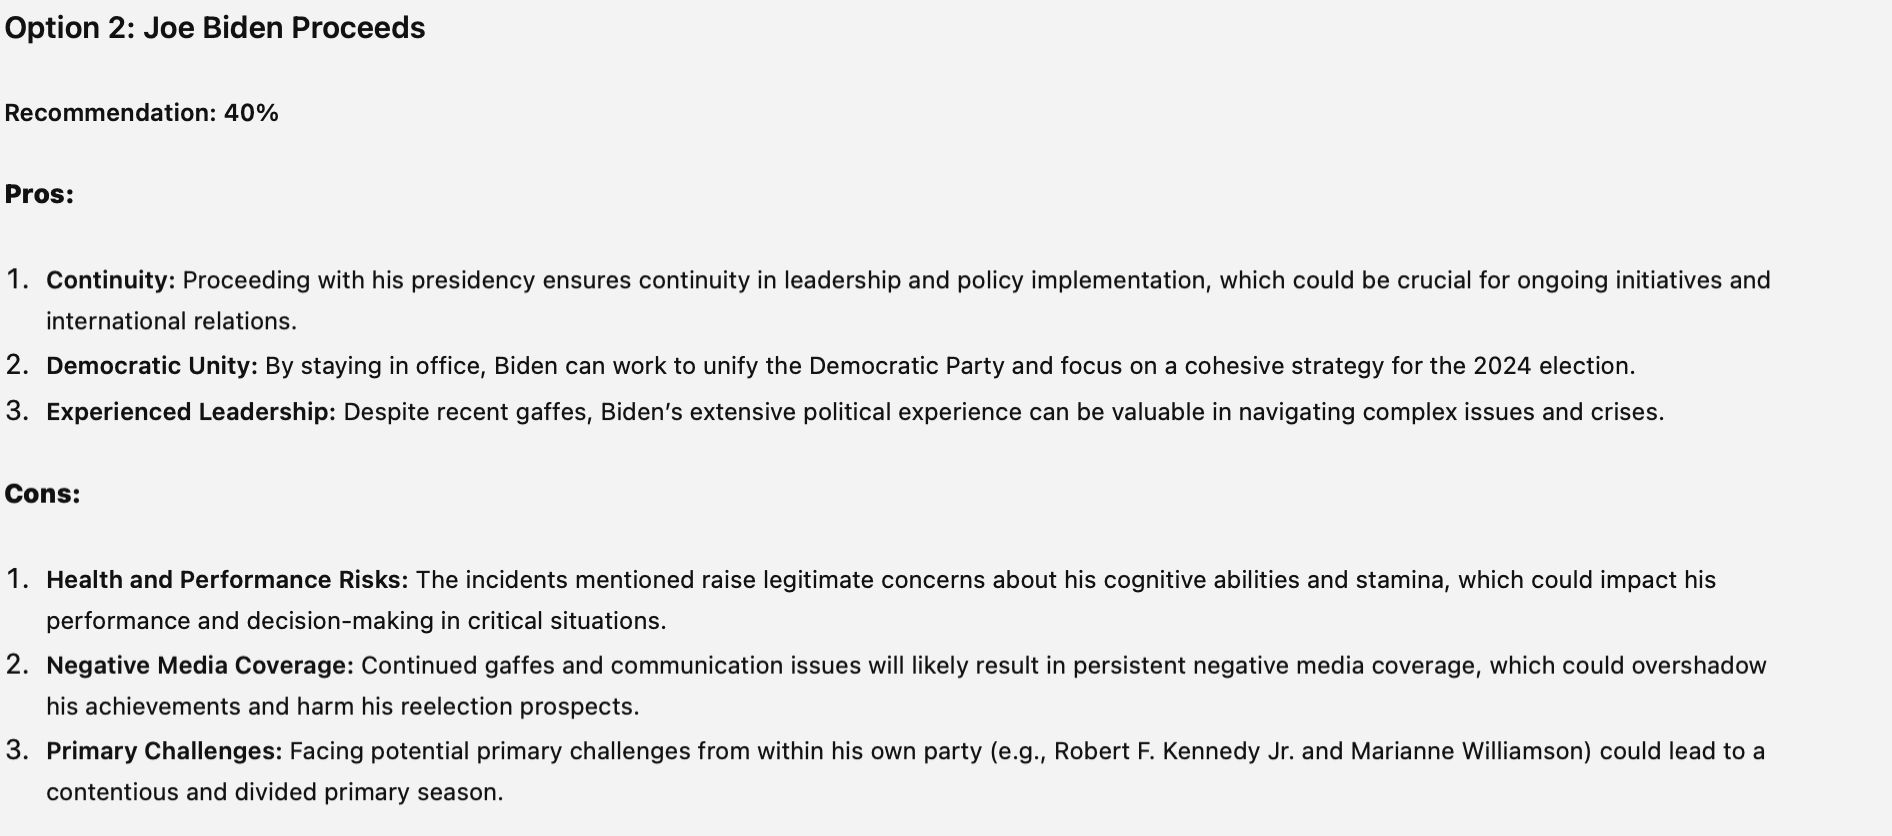 Option 2: Joe Biden Proceeds
Recommendation: 40%
Pros:
1. Continuity: Proceeding with his presidency ensures continuity in leadership and policy implementation, which could be crucial for ongoing initiatives and
international relations.
2. Democratic Unity: By staying in office, Biden can work to unify the Democratic Party and focus on a cohesive strategy for the 2024 election.
3. Experienced Leadership: Despite recent gaffes, Biden's extensive political experience can be valuable in navigating complex issues and crises.
Cons:
1. Health and Performance Risks: The incidents mentioned raise legitimate concerns about his cognitive abilities and stamina, which could impact his
performance and decision-making in critical situations.
2. Negative Media Coverage: Continued gaffes and communication issues will likely result in persistent negative media coverage, which could overshadow
his achievements and harm his reelection prospects.
3. Primary Challenges: Facing potential primary challenges from within his own party (e.g., Robert F. Kennedy Jr. and Marianne Williamson) could lead to a
contentious and divided primary season.